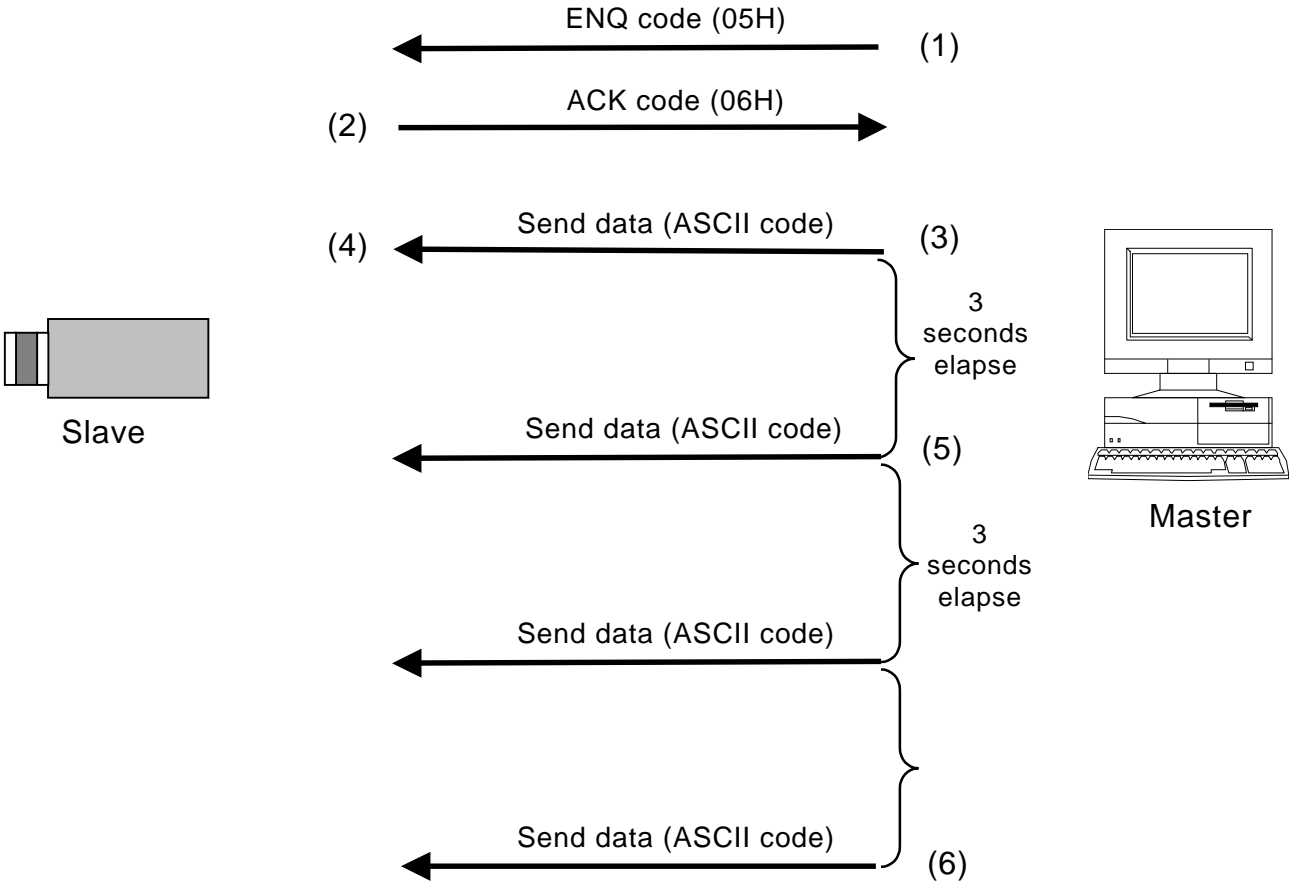 ENQ code (05H)
(1)
ACK code (06H)
(2)
Send data (ASCII code)
(3)
(4)
3
seconds
elapse
Slave
Send data (ASCII code)
(5)
Master
3
seconds
elapse
Send data (ASCII code)
Send data (ASCII code)
(6)